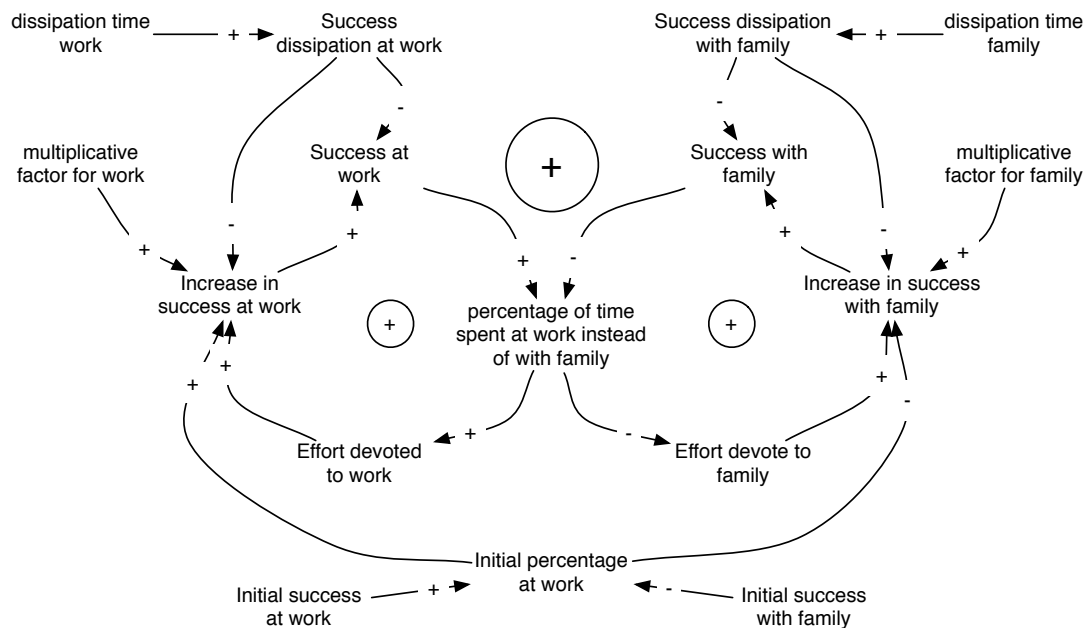 dissipation time
work
+
Success
dissipation at work
Success dissipation
with family
+
dissipation time
family
-
-
multiplicative
factor for work
Success at
work
+
Success with
family
multiplicative
factor for family
+
-
+
+
-
+
-
+
Increase in
success at work
Increase in success
with family
+
percentage of time
spent at work instead
of with family
+
+
+
+
-
+
-
Effort devoted
to work
Effort devote to
family
Initial percentage
at work
Initial success
at work
+
-
Initial success
with family